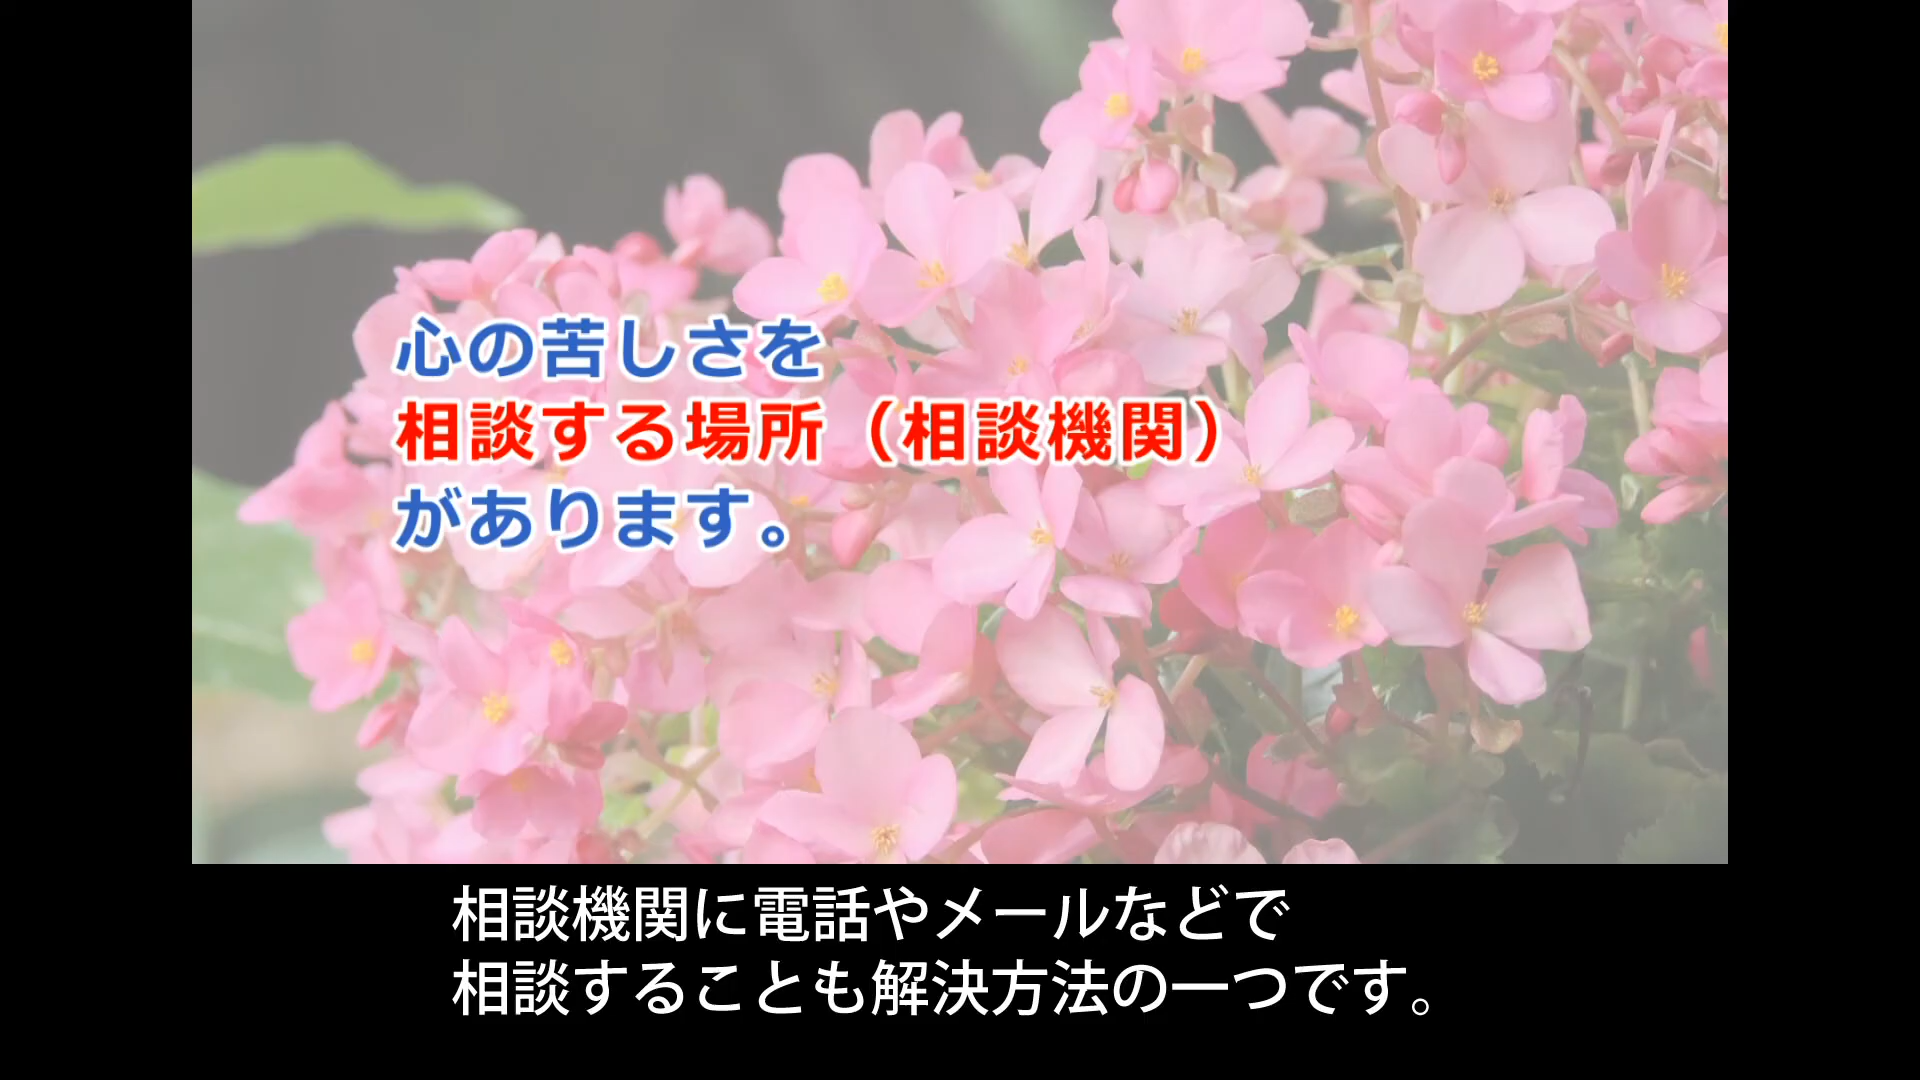 心の苦しさを
相談する場所（相談機関）
があります。
相談機関に電話やメールなどで
相談することも解決方法の一つです。